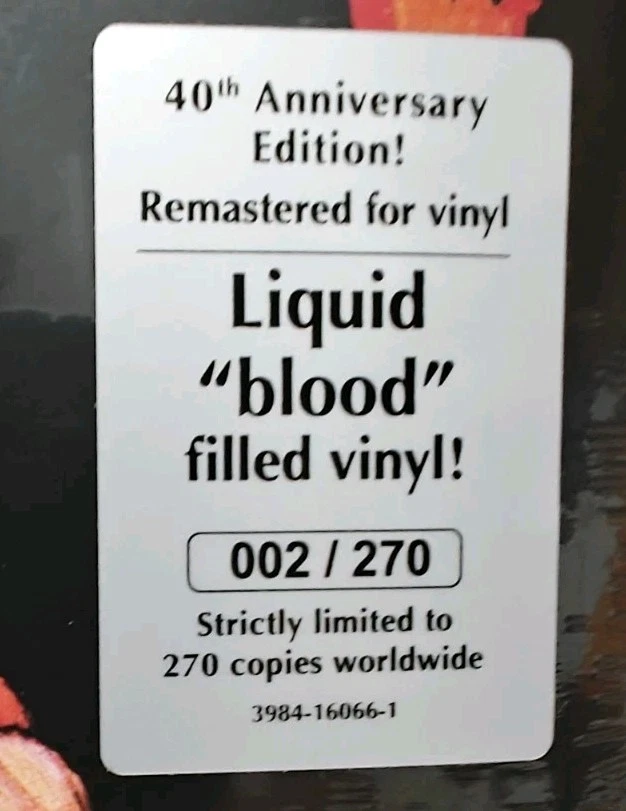 40th Anniversary
Edition!
Remastered for vinyl
Liquid
“blood”
filled vinyl!
002 / 270
Strictly limited to
270 copies worldwide
3984-16066-1